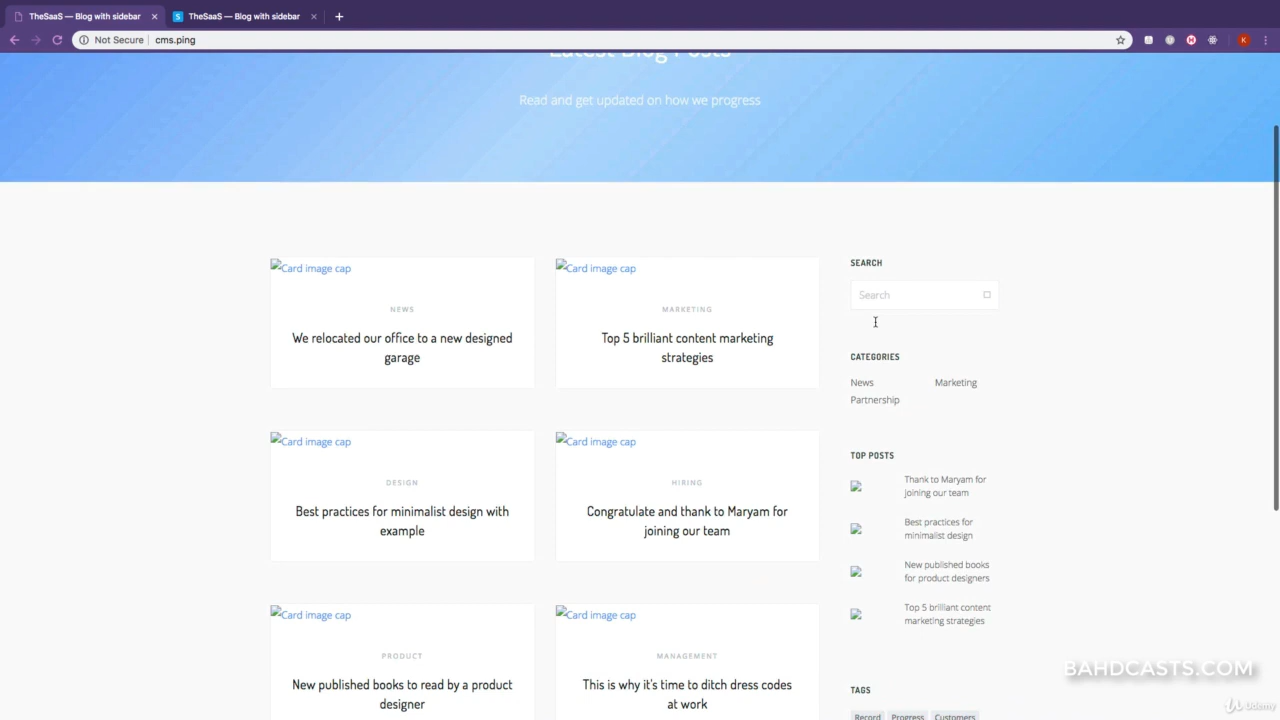 TheSaaS — Blog with sidebar
TheSaaS — Blog with sidebar
Not Secure
cms.ping
K
Latest Blog Posts
Read and get updated on how we progress
Card image cap
NEWS
We relocated our office to a new designed
garage
Card image cap
MARKETING
Top 5 brilliant content marketing
strategies
Card image cap
DESIGN
Best practices for minimalist design with
example
Card image cap
HIRING
Congratulate and thank to Maryam for
joining our team
Card image cap
PRODUCT
New published books to read by a product
designer
Card image cap
MANAGEMENT
This is why it's time to ditch dress codes
at work
SEARCH
Search
CATEGORIES
News Marketing
Partnership
TOP POSTS
Thank to Maryam for
joining our team
Best practices for
minimalist design
New published books
for product designers
Top 5 brilliant content
marketing strategies
TAGS
Record Progress Customers
BAHDCASTS.COM
Udemy